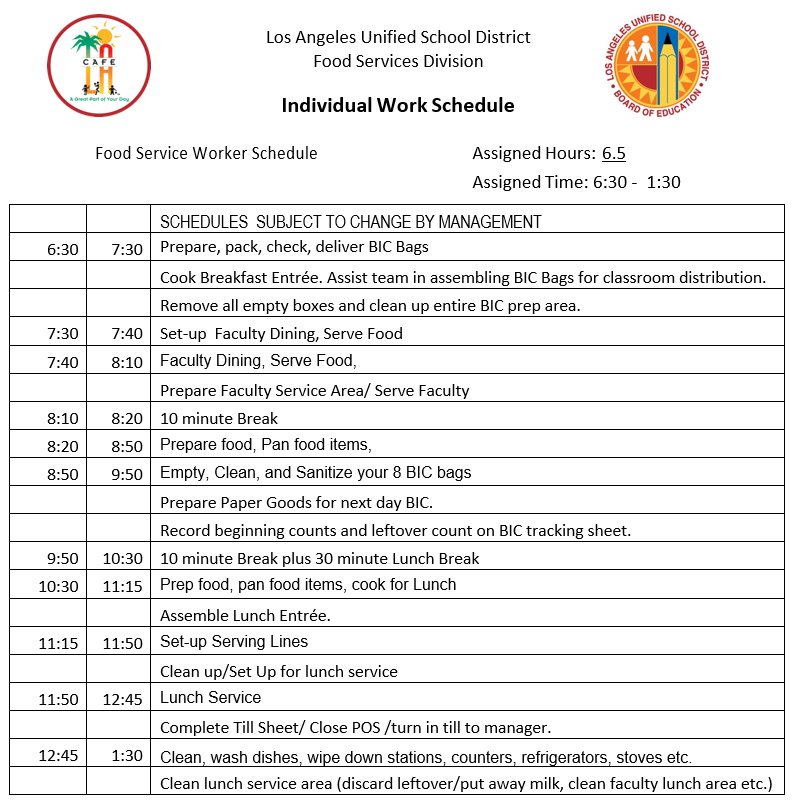 CAFE
LA
A Great Part of Your Day
Los Angeles Unified School District
Food Services Division
Individual Work Schedule
LOS ANGELES UNIFIED SCHOOL DISTRICT
BOARD OF EDUCATION
Food Service Worker Schedule
Assigned Hours: 6.5
Assigned Time: 6:30 - 1:30
SCHEDULES SUBJECT TO CHANGE BY MANAGEMENT
6:30 7:30 Prepare, pack, check, deliver BIC Bags
Cook Breakfast Entrée. Assist team in assembling BIC Bags for classroom distribution.
Remove all empty boxes and clean up entire BIC prep area.
7:30 7:40 Set-up Faculty Dining, Serve Food
7:40 8:10 Faculty Dining, Serve Food,
Prepare Faculty Service Area/ Serve Faculty
8:10 8:20 10 minute Break
8:20 8:50 Prepare food, Pan food items,
8:50 9:50 Empty, Clean, and Sanitize your 8 BIC bags
Prepare Paper Goods for next day BIC.
Record beginning counts and leftover count on BIC tracking sheet.
9:50 10:30 10 minute Break plus 30 minute Lunch Break
10:30 11:15 Prep food, pan food items, cook for Lunch
Assemble Lunch Entrée.
11:15 11:50 Set-up Serving Lines
Clean up/Set Up for lunch service
11:50 12:45 Lunch Service
Complete Till Sheet/ Close POS /turn in till to manager.
12:45 1:30 Clean, wash dishes, wipe down stations, counters, refrigerators, stoves etc.
Clean lunch service area (discard leftover/put away milk, clean faculty lunch area etc.)